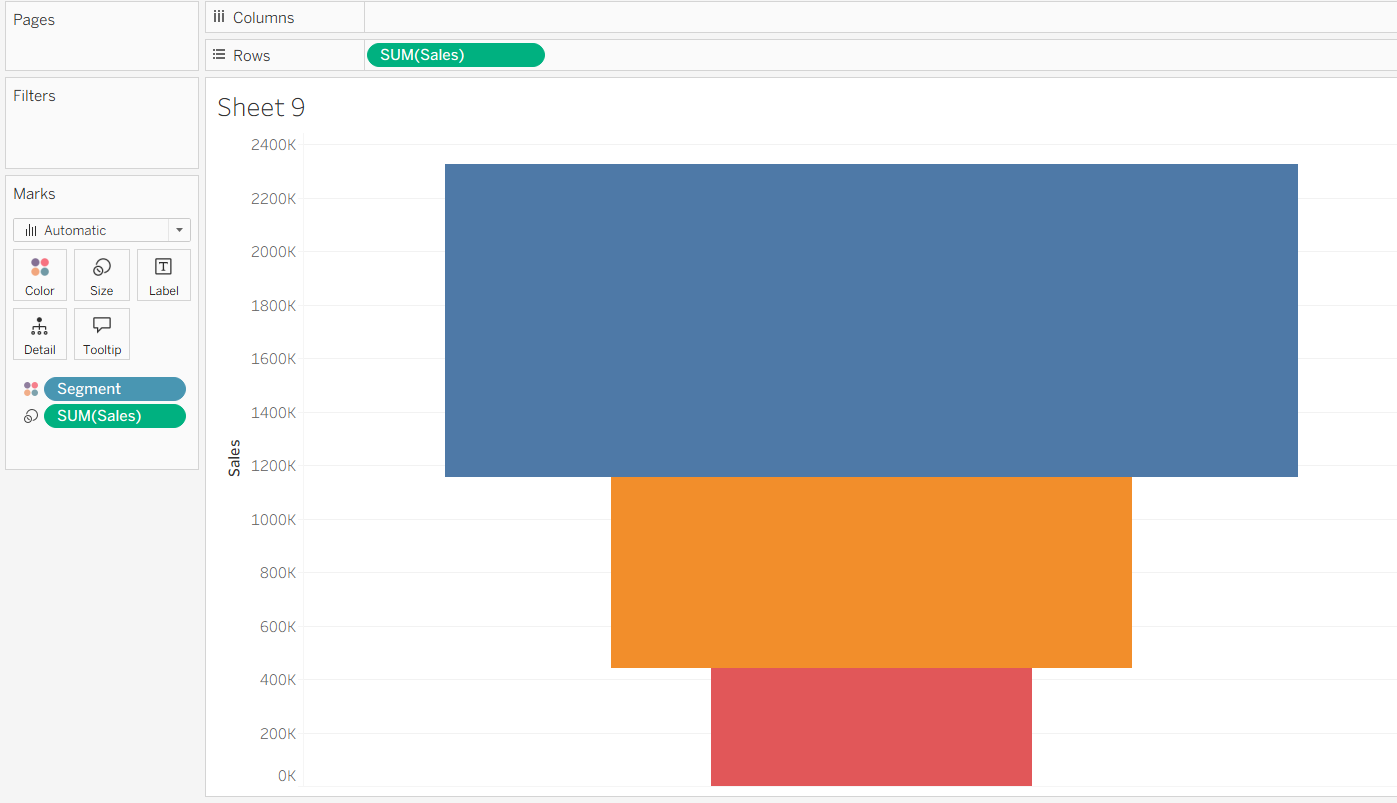 Pages
Columns
Rows
SUM(Sales)
Filters
Marks
Automatic
Color
Size
Label
Detail
Tooltip
Segment
SUM(Sales)
Sheet 9
2400K
2200K
2000K
1800K
1600K
1400K
1200K
1000K
800K
600K
400K
200K
0K
Sales